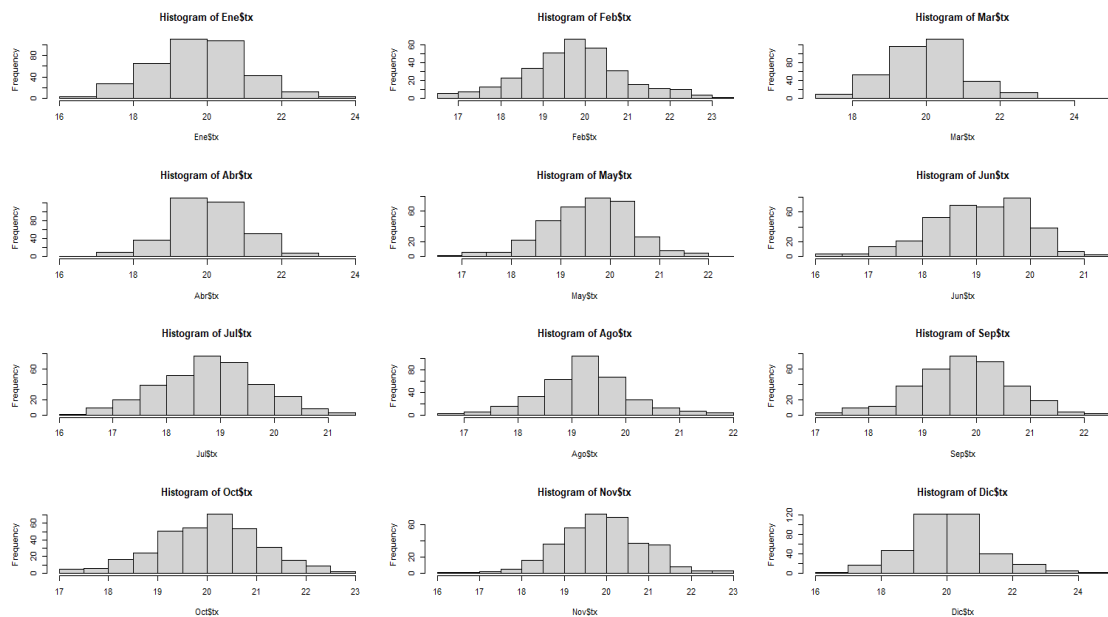 Histogram of Ene$tx
Frequency
0 40 80
16 18 20 22 24
Ene$tx
Histogram of Feb$tx
Frequency
0 20 40 60
17 18 19 20 21 22 23
Feb$tx
Histogram of Mar$tx
Frequency
0 40 80
18 20 22 24
Mar$tx
Histogram of Abr$tx
Frequency
0 40 80
16 18 20 22 24
Abr$tx
Histogram of May$tx
Frequency
0 20 60
17 18 19 20 21 22
May$tx
Histogram of Jun$tx
Frequency
0 20 60
16 17 18 19 20 21
Jun$tx
Histogram of Jul$tx
Frequency
0 20 60
16 17 18 19 20 21
Jul$tx
Histogram of Ago$tx
Frequency
0 40 80
17 18 19 20 21 22
Ago$tx
Histogram of Sep$tx
Frequency
0 20 60
17 18 19 20 21 22
Sep$tx
Histogram of Oct$tx
Frequency
0 20 40 60
17 18 19 20 21 22 23
Oct$tx
Histogram of Nov$tx
Frequency
0 20 60
16 17 18 19 20 21 22 23
Nov$tx
Histogram of Dic$tx
Frequency
0 40 80 120
16 18 20 22 24
Dic$tx